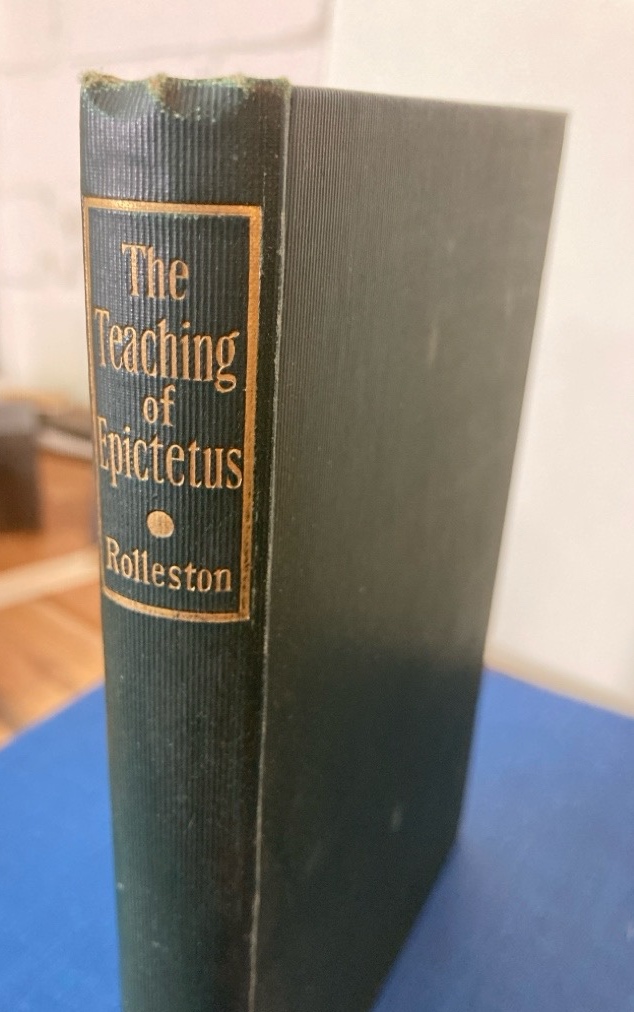 The
Teaching
of
Epictetus
Rolleston